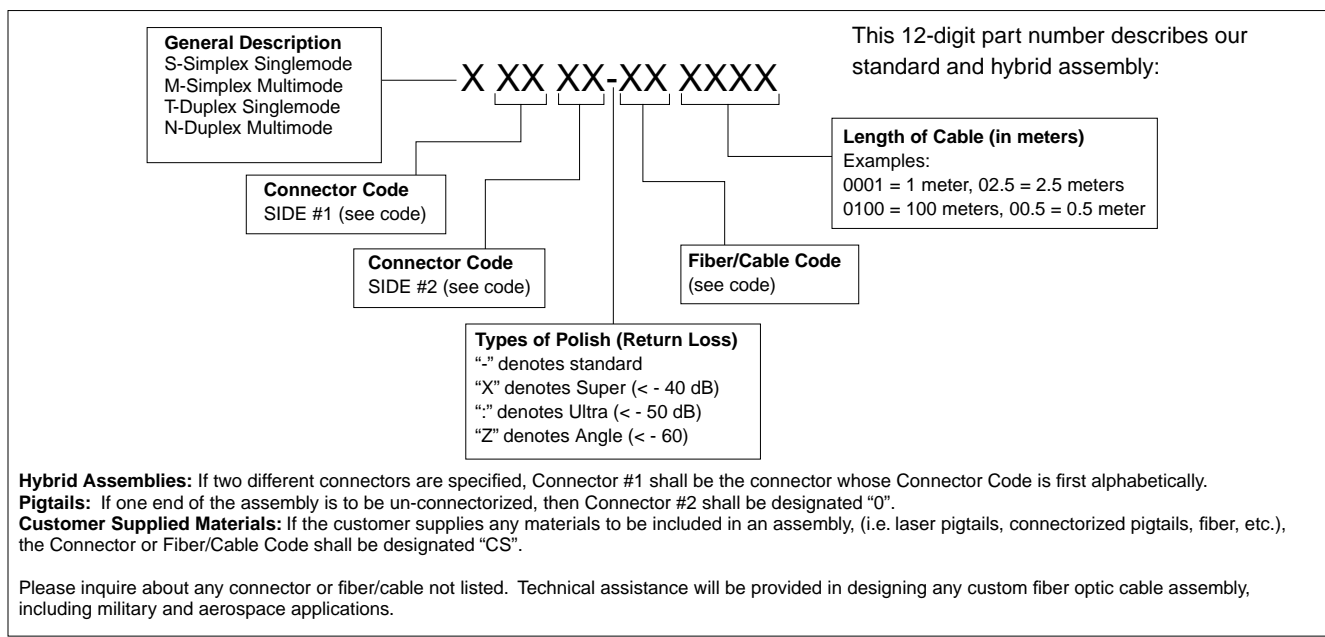 General Description
S-Simplex Singlemode
M-Simplex Multimode
T-Duplex Singlemode
N-Duplex Multimode
This 12-digit part number describes our
standard and hybrid assembly:
X XX XX-XX XXXX
Length of Cable (in meters)
Examples:
0001 = 1 meter, 02.5 = 2.5 meters
0100 = 100 meters, 00.5 = 0.5 meter
Connector Code
SIDE #1 (see code)
Connector Code
SIDE #2 (see code)
Fiber/Cable Code
(see code)
Types of Polish (Return Loss)
“-” denotes standard
“X” denotes Super (< - 40 dB)
“:” denotes Ultra (< - 50 dB)
“Z” denotes Angle (< - 60)
Hybrid Assemblies: If two different connectors are specified, Connector #1 shall be the connector whose Connector Code is first alphabetically.
Pigtails: If one end of the assembly is to be un-connectorized, then Connector #2 shall be designated “0”.
Customer Supplied Materials: If the customer supplies any materials to be included in an assembly, (i.e. laser pigtails, connectorized pigtails, fiber, etc.),
the Connector or Fiber/Cable Code shall be designated “CS”.
Please inquire about any connector or fiber/cable not listed. Technical assistance will be provided in designing any custom fiber optic cable assembly,
including military and aerospace applications.